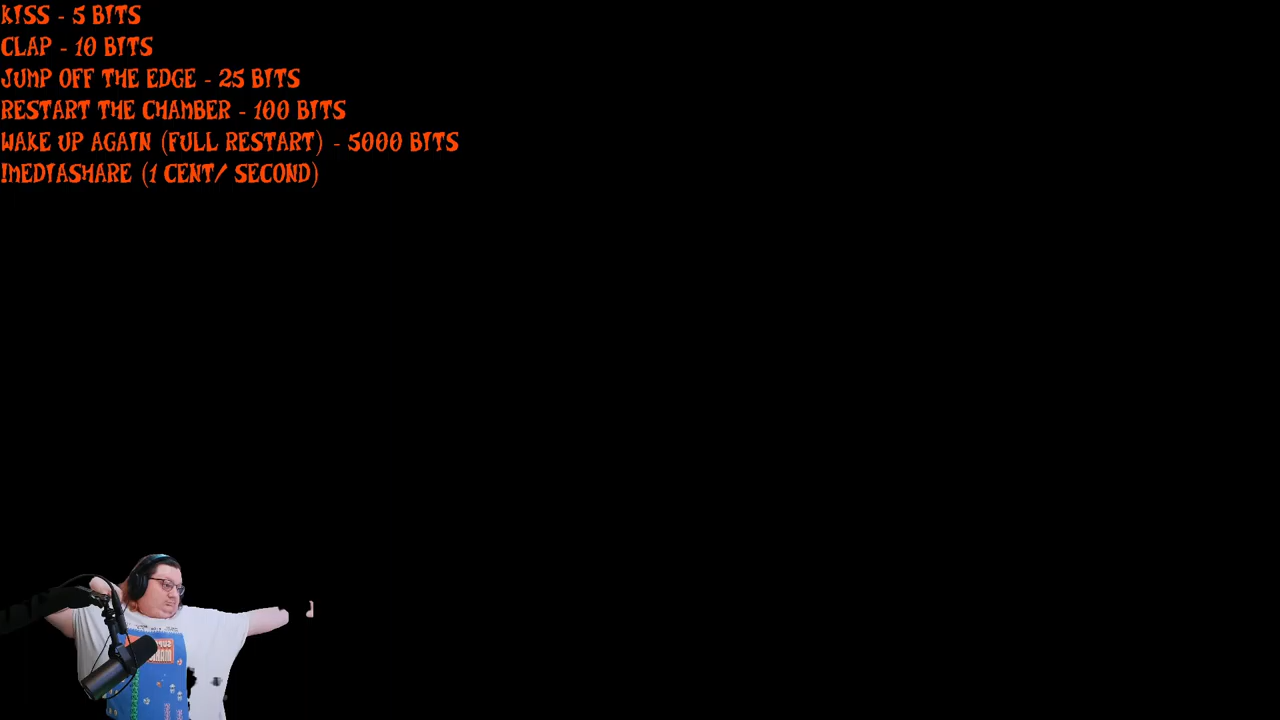 KISS - 5 BITS
CLAP - 10 BITS
JUMP OFF THE EDGE - 25 BITS
RESTART THE CHAMBER - 100 BITS
WAKE UP AGAIN (FULL RESTART) - 5000 BITS
!MEDIASHARE (1 CENT/ SECOND)